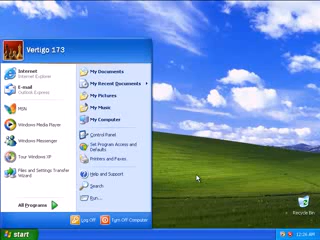 Vertigo 173
Internet
Internet Explorer
E-mail
Outlook Express
MSN
Windows Media Player
Windows Messenger
Tour Windows XP
Files and Settings Transfer
Wizard
All Programs
My Documents
My Recent Documents
My Pictures
My Music
My Computer
Control Panel
Set Program Access and
Defaults
Printers and Faxes
Help and Support
Search
Run...
Log Off
Turn Off Computer
Recycle Bin
start
12:26 AM